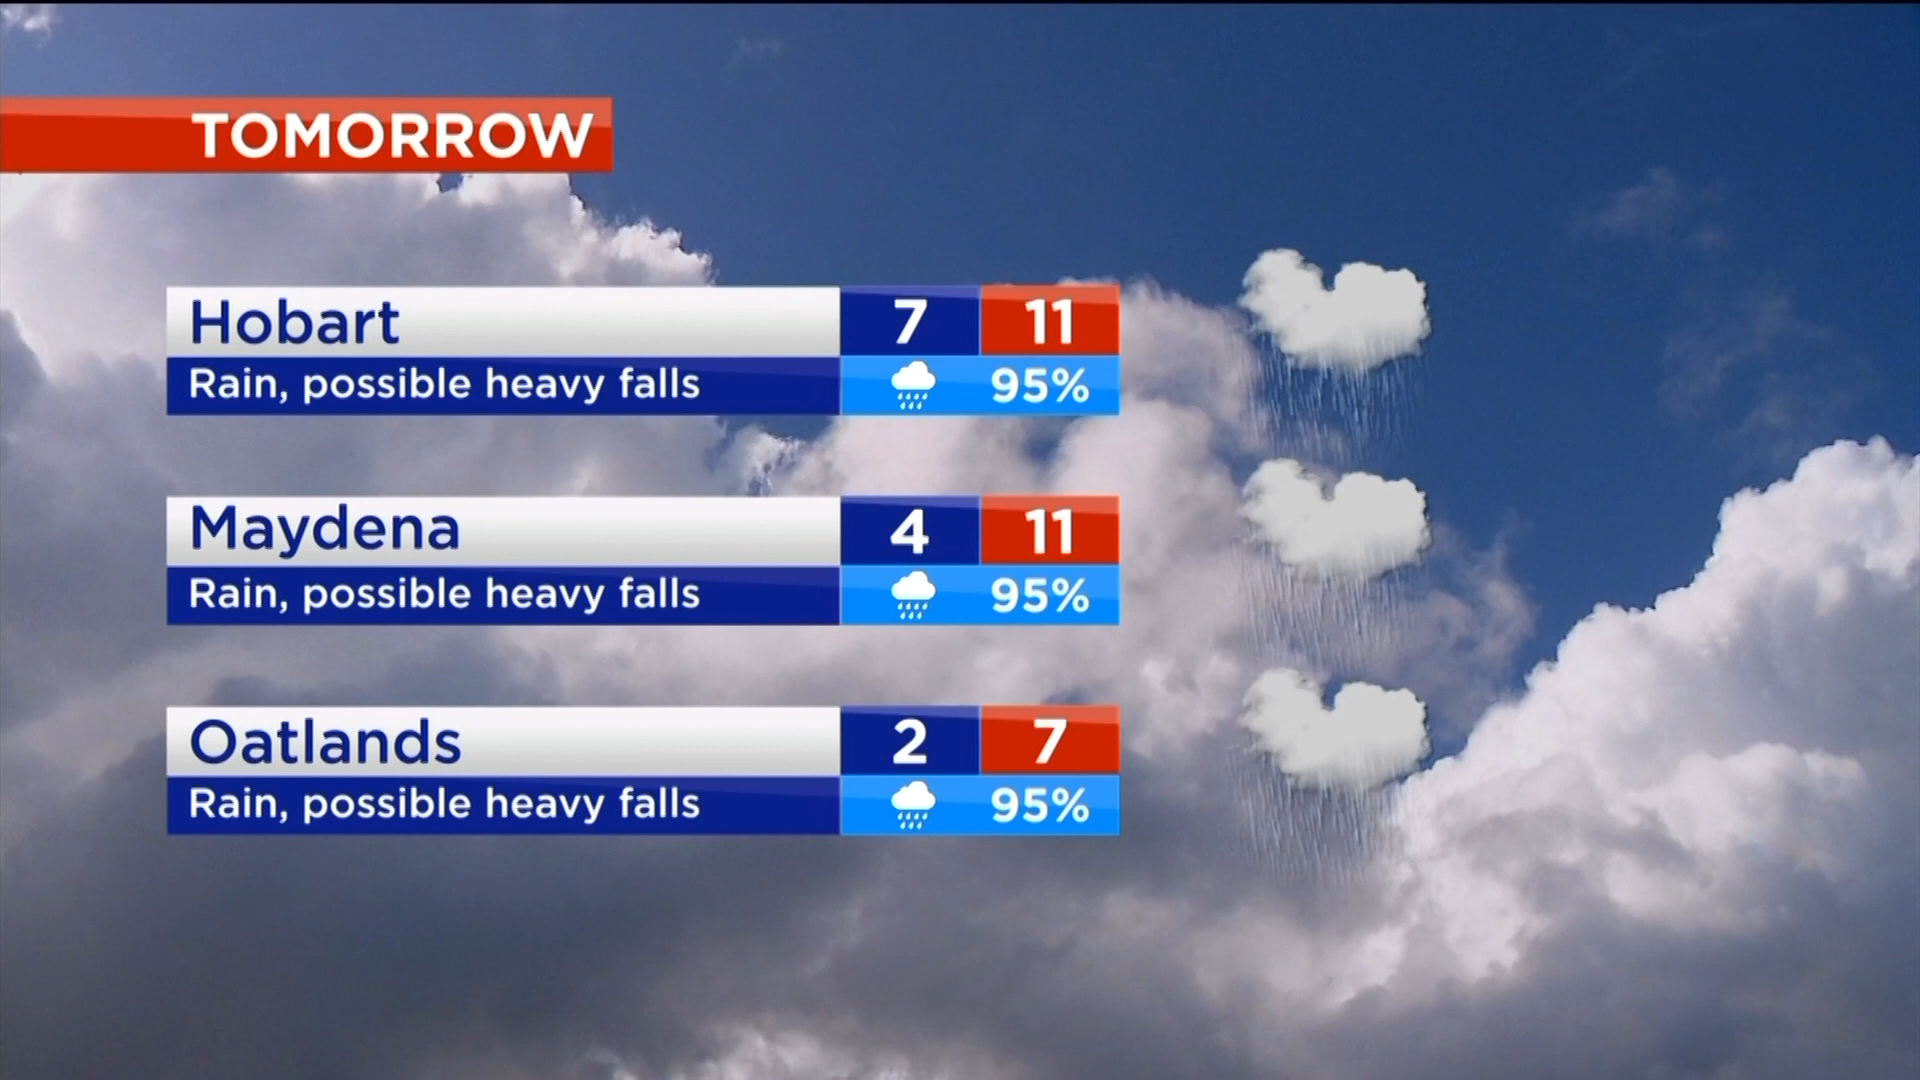 TOMORROW
Hobart 7 11
Rain, possible heavy falls 95%
Maydena 4 11
Rain, possible heavy falls 95%
Oatlands 2 7
Rain, possible heavy falls 95%